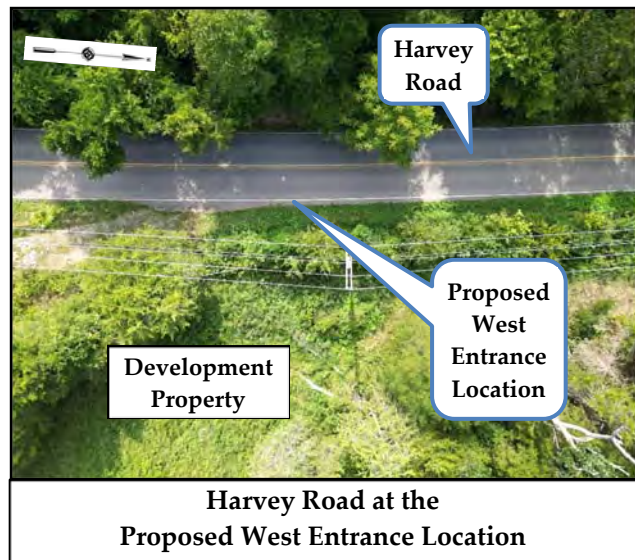 Harvey
Road
Proposed
West
Entrance
Location
Development
Property
Harvey Road at the
Proposed West Entrance Location